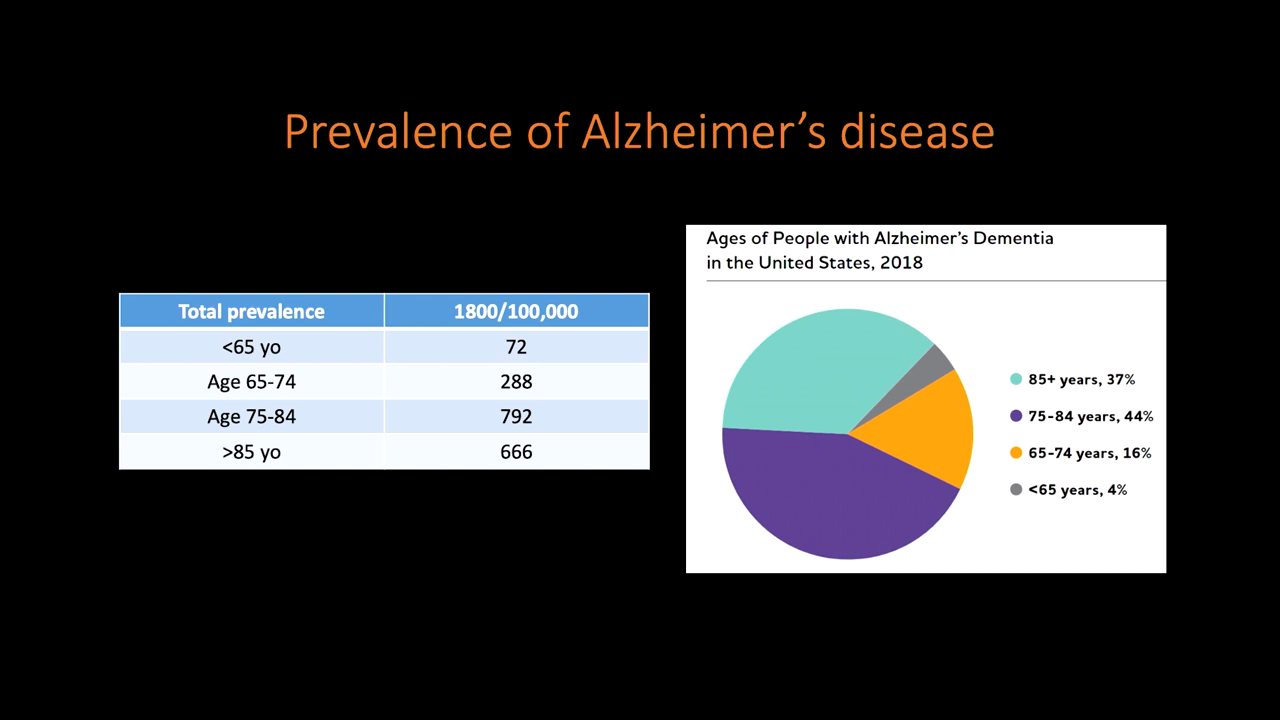 Prevalence of Alzheimer’s disease
Total prevalence 1800/100,000
<65 yo 72
Age 65-74 288
Age 75-84 792
>85 yo 666
Ages of People with Alzheimer’s Dementia
in the United States, 2018
85+ years, 37%
75-84 years, 44%
65-74 years, 16%
<65 years, 4%